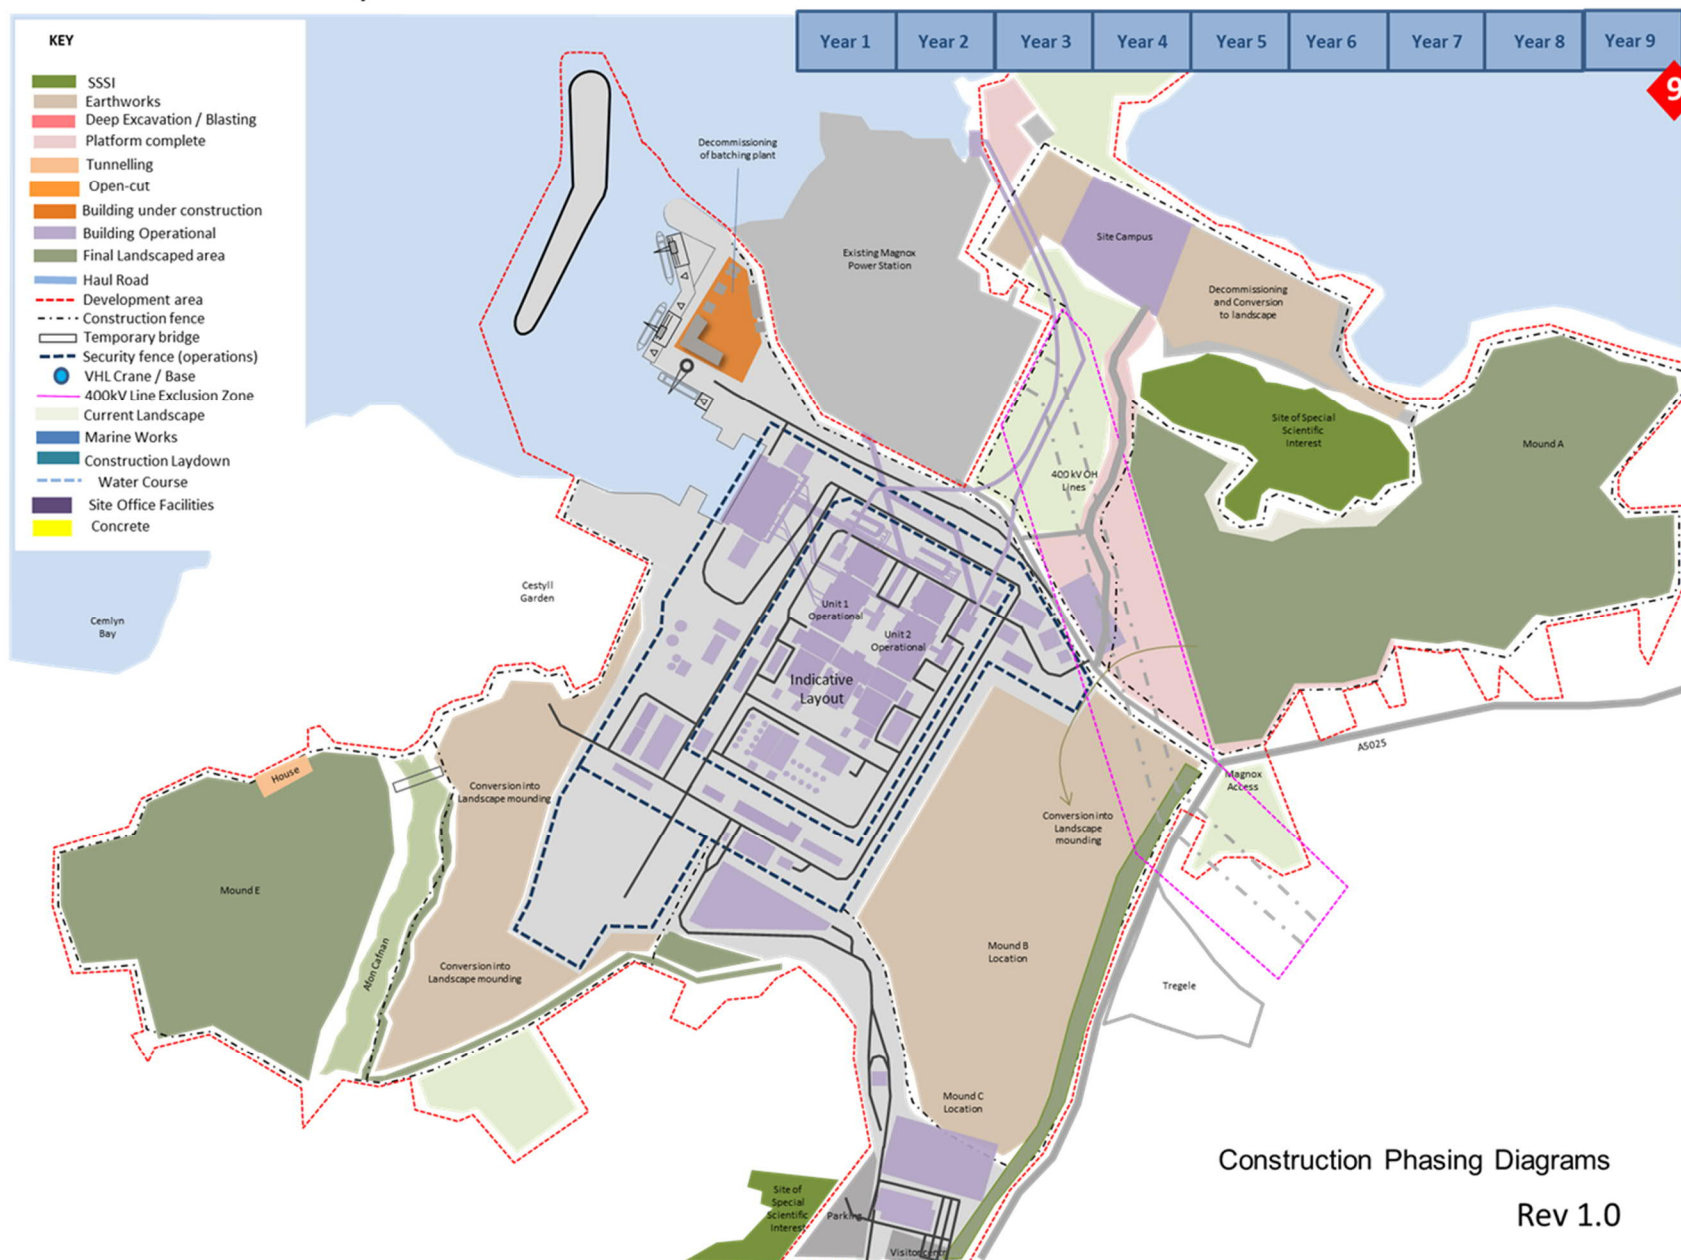 Year 1
Year 2
Year 3
Year 4
Year 5
Year 6
Year 7
Year 8
Year 9
9
KEY
SSSI
Earthworks
Deep Excavation / Blasting
Platform complete
Tunnelling
Open-cut
Building under construction
Building Operational
Final Landscaped area
Haul Road
Development area
Construction fence
Temporary bridge
Security fence (operations)
VHL Crane / Base
400kV Line Exclusion Zone
Current Landscape
Marine Works
Construction Laydown
Water Course
Site Office Facilities
Concrete
Decommissioning
of batching plant
Existing Magnox
Power Station
Site Campus
Decommissioning
and Conversion
to landscape
Site of Special
Scientific
Interest
Mound A
400 kV OH
Lines
Cestyll
Garden
Cemlyn
Bay
Unit 1
Operational
Unit 2
Operational
Indicative
Layout
A5025
Magnox
Access
House
Conversion into
Landscape mounding
Conversion into
Landscape
mounding
Mound E
Afon Cafnan
Conversion into
Landscape mounding
Mound B
Location
Tregele
Mound C
Location
Construction Phasing Diagrams
Rev 1.0
Site of
Special
Scientific
Interest
Parking
Visitor